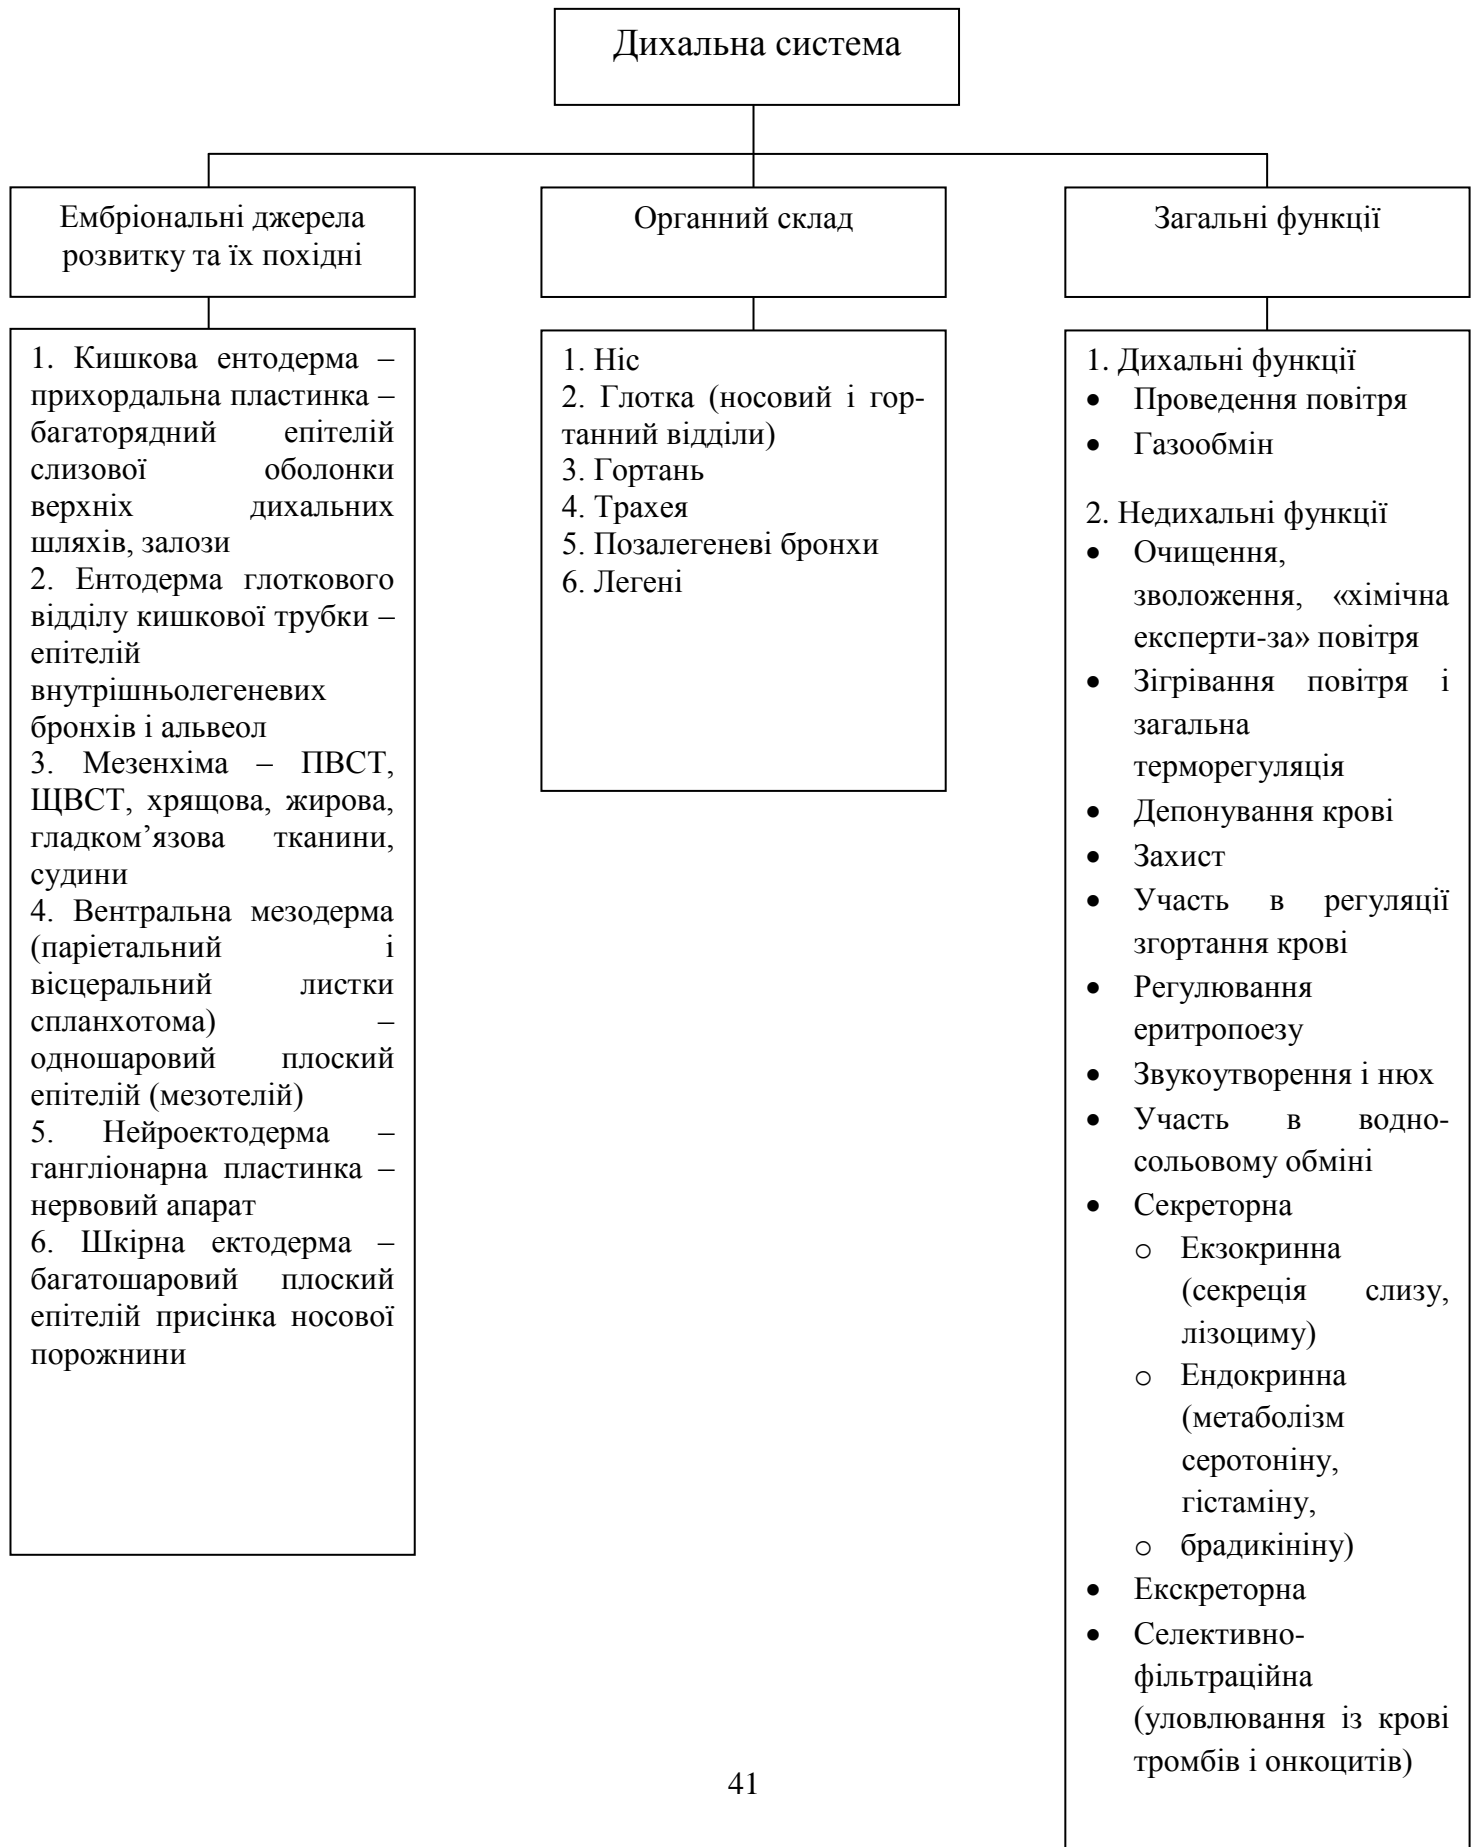 Дихальна система
Ембріональні джерела
розвитку та їх похідні
1. Кишкова ентодерма –
прихордальна пластинка –
багаторядний епітелій
слизової оболонки
верхніх дихальних
шляхів, залози
2. Ентодерма глоткового
відділу кишкової трубки –
епітелій
внутрішньолегеневих
бронхів і альвеол
3. Мезенхіма – ПВСТ,
ЩВСТ, хрящова, жирова,
гладком’язова тканини,
судини
4. Вентральна мезодерма
(паріетальний і
вісцеральний листки
спланхотома) –
одношаровий плоский
епітелій (мезотелій)
5. Нейроектодерма –
гангліонарна пластинка –
нервовий апарат
6. Шкірна ектодерма –
багатошаровий плоский
епітелій присінка носової
порожнини
Органний склад
1. Ніс
2. Глотка (носовий і гор-
танний відділи)
3. Гортань
4. Трахея
5. Позалегеневі бронхи
6. Легені
Загальні функції
1. Дихальні функції
• Проведення повітря
• Газообмін
2. Недихальні функції
• Очищення,
зволоження, «хімічна
експерти-за» повітря
• Зігрівання повітря і
загальна
терморегуляція
• Депонування крові
• Захист
• Участь в регуляції
згортання крові
• Регулювання
еритропоезу
• Звукоутворення і нюх
• Участь в водно-
сольовому обміні
• Секреторна
o Екзокринна
(секреція слизу,
лізоциму)
o Ендокринна
(метаболізм
серотоніну,
гістаміну,
o брадикініну)
• Екскреторна
• Селективно-
фільтраційна
(уловлювання із крові
тромбів і онкоцитів)
41